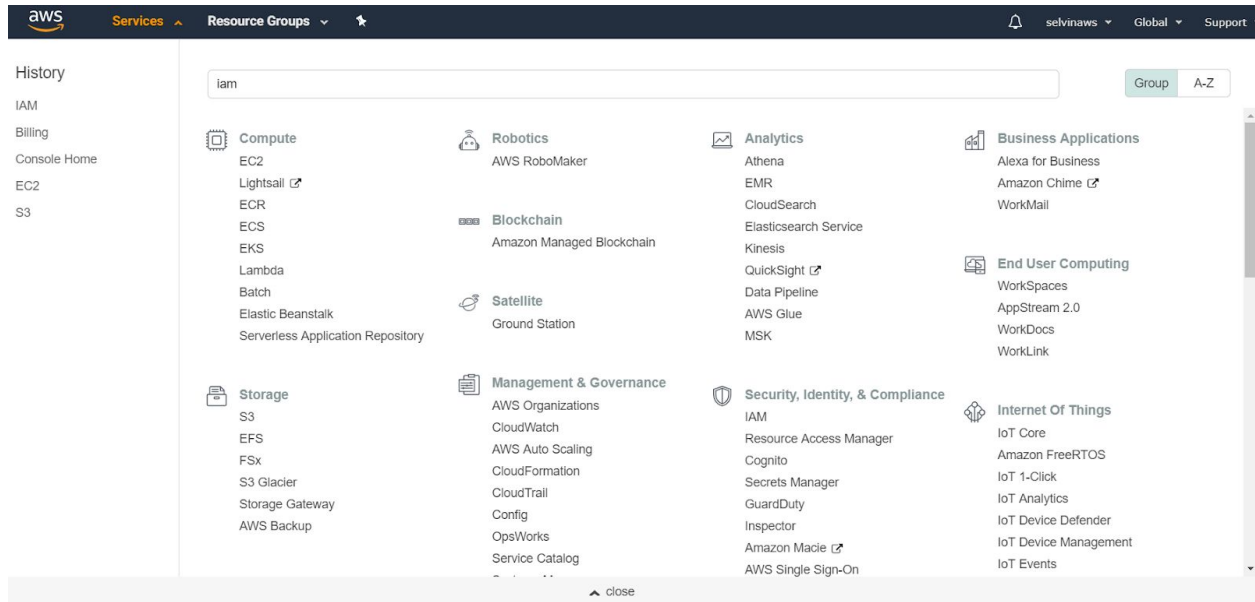 aws
Services
Resource Groups
selvinaws
Global
Support
History
IAM
Billing
Console Home
EC2
S3
iam
Group
A-Z
Compute
EC2
Lightsail
ECR
ECS
EKS
Lambda
Batch
Elastic Beanstalk
Serverless Application Repository
Storage
S3
EFS
FSx
S3 Glacier
Storage Gateway
AWS Backup
Robotics
AWS RoboMaker
Blockchain
Amazon Managed Blockchain
Satellite
Ground Station
Management & Governance
AWS Organizations
CloudWatch
AWS Auto Scaling
CloudFormation
CloudTrail
Config
OpsWorks
Service Catalog
Analytics
Athena
EMR
CloudSearch
Elasticsearch Service
Kinesis
QuickSight
Data Pipeline
AWS Glue
MSK
Security, Identity, & Compliance
IAM
Resource Access Manager
Cognito
Secrets Manager
GuardDuty
Inspector
Amazon Macie
AWS Single Sign-On
Business Applications
Alexa for Business
Amazon Chime
WorkMail
End User Computing
WorkSpaces
AppStream 2.0
WorkDocs
WorkLink
Internet Of Things
IoT Core
Amazon FreeRTOS
IoT 1-Click
IoT Analytics
IoT Device Defender
IoT Device Management
IoT Events
close